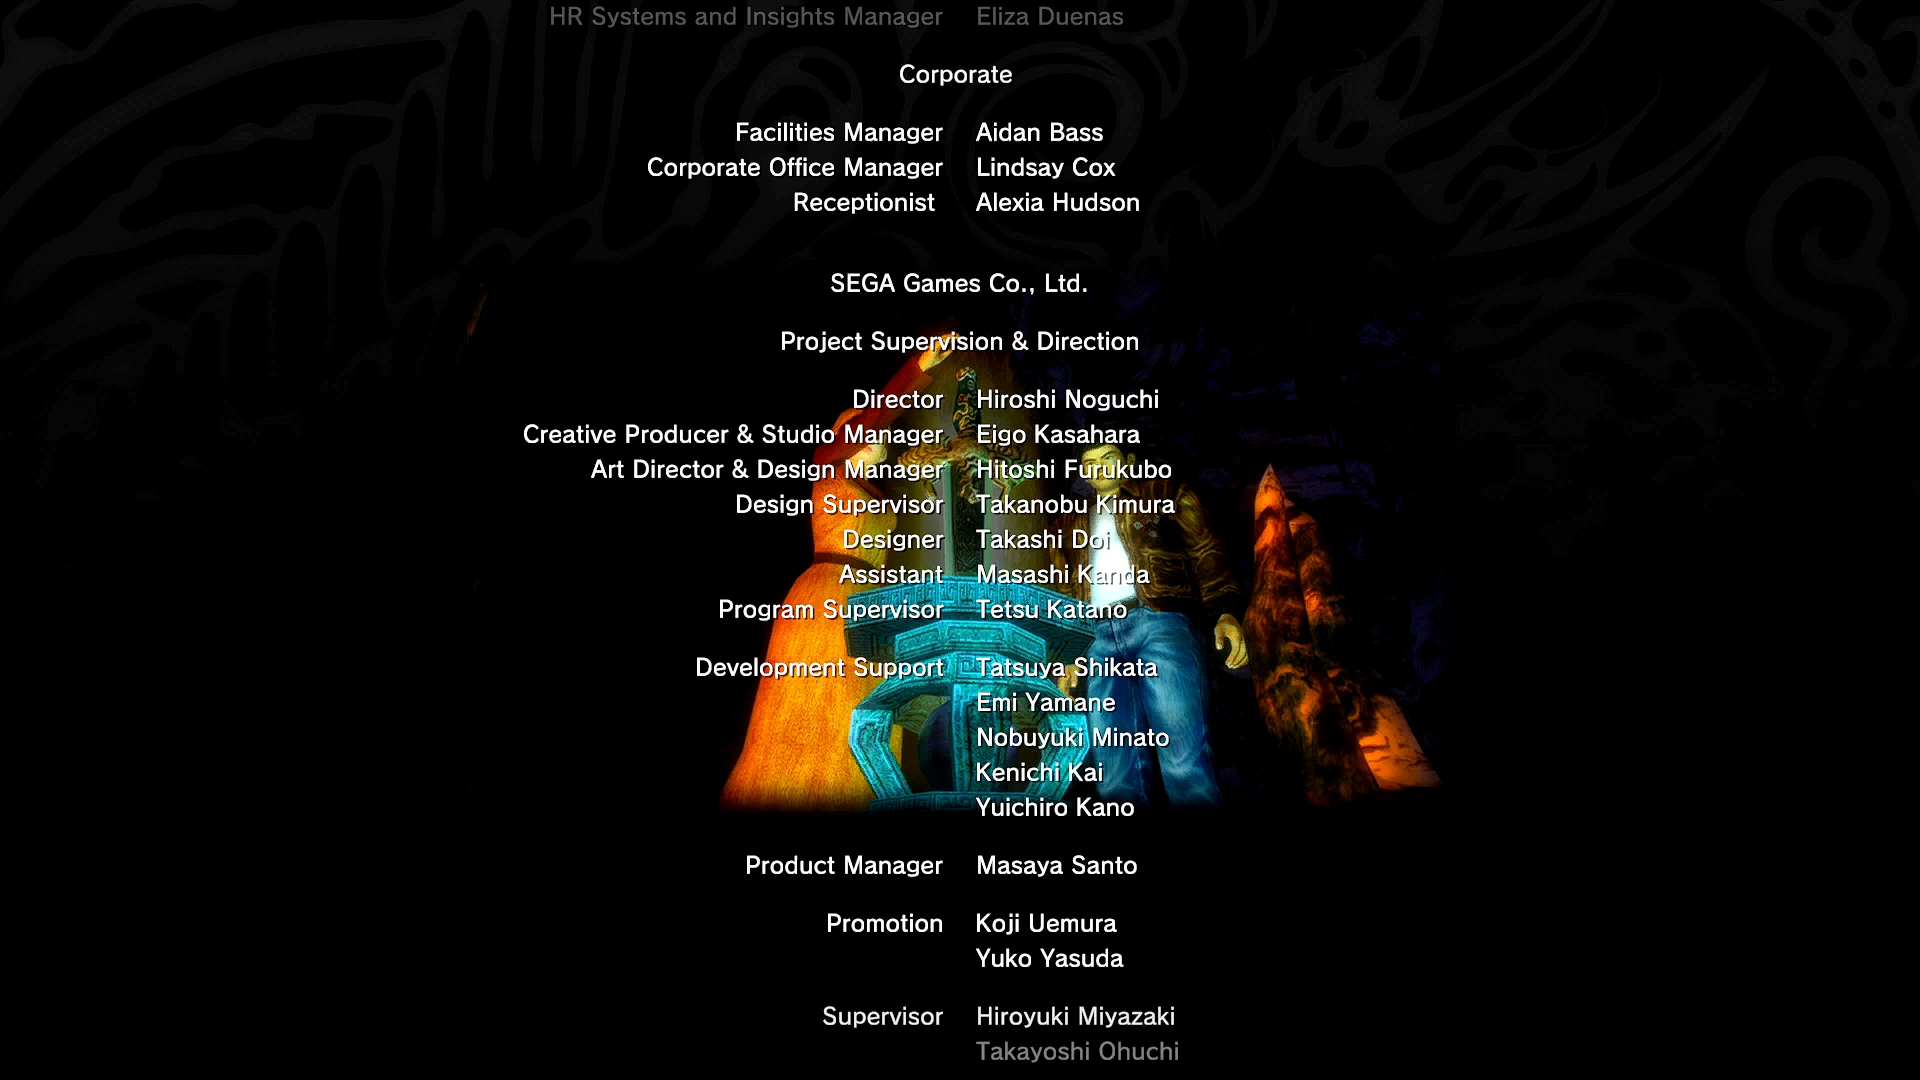 HR Systems and Insights Manager Eliza Duenas
Corporate
Facilities Manager Aidan Bass
Corporate Office Manager Lindsay Cox
Receptionist Alexia Hudson
SEGA Games Co., Ltd.
Project Supervision & Direction
Director Hiroshi Noguchi
Creative Producer & Studio Manager Eigo Kasahara
Art Director & Design Manager Hitoshi Furukubo
Design Supervisor Takanobu Kimura
Designer Takashi Doi
Assistant Masashi Kanda
Program Supervisor Tetsu Katano
Development Support Tatsuya Shikata
Emi Yamane
Nobuyuki Minato
Kenichi Kai
Yuichiro Kano
Product Manager Masaya Santo
Promotion Koji Uemura
Yuko Yasuda
Supervisor Hiroyuki Miyazaki
Takayoshi Ohuchi